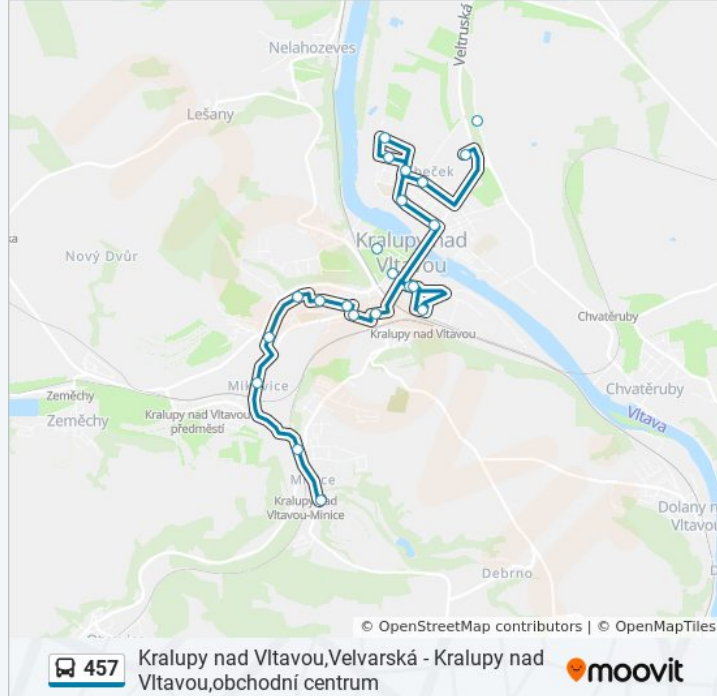 Nelahozeves
Veltruská
Lešany
Nový Dvůr
Kralupy nad
Vltavou
Chvatěruby
Kralupy nad Vltavou
Mikovice
Zeměchy
Zeměchy
Kralupy nad Vltavou
předměstí
Chvatěruby
Vltava
Kralupy nad
Vltavou-Minice
Dolany n
Vltavou
Debrno
© OpenStreetMap contributors | © OpenMapTiles
457
Kralupy nad Vltavou,Velvarská - Kralupy nad
Vltavou,obchodní centrum
moovit